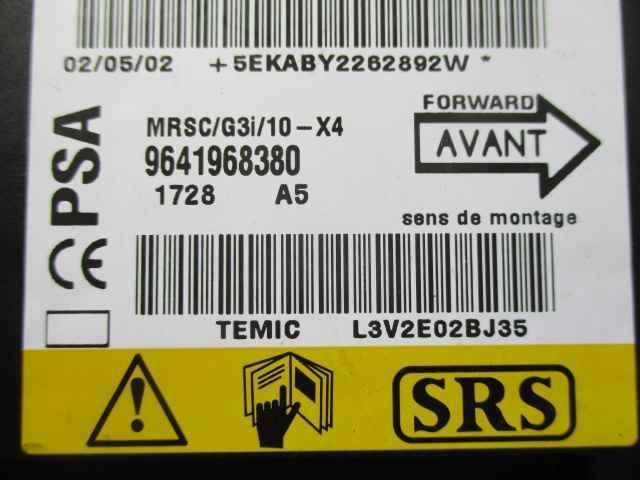 02/05/02 +5EKABY2262892W *
PSA
MRSC/G3i/10-X4
9641968380
1728 A5
FORWARD
AVANT
sens de montage
CE
TEMIC L3V2E02BJ35
SRS